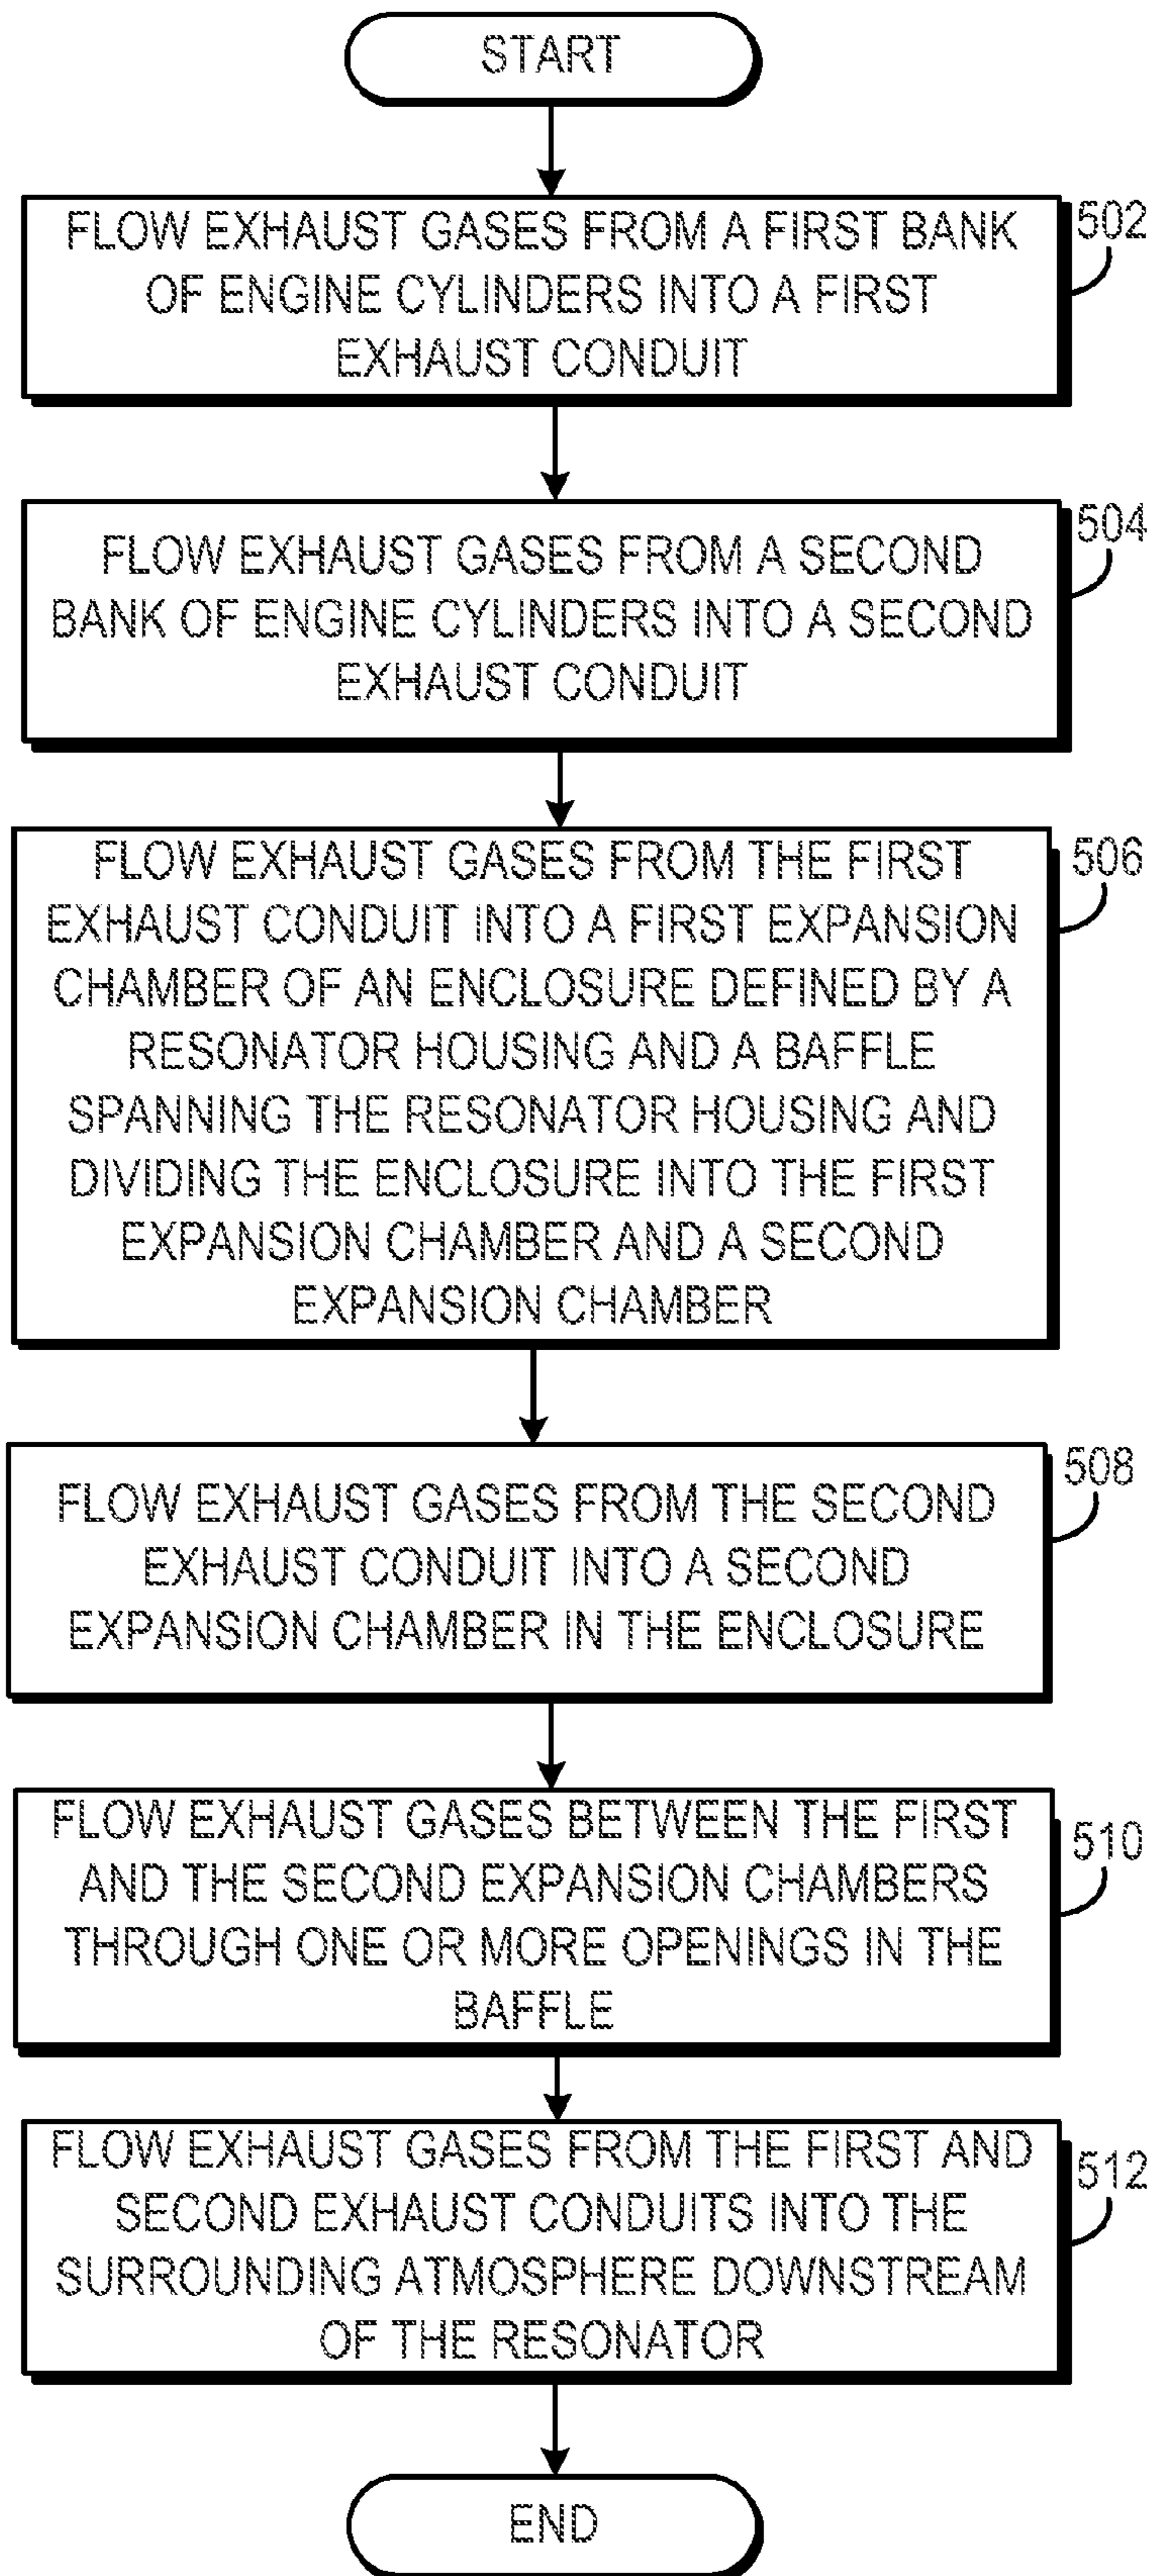 START
FLOW EXHAUST GASES FROM A FIRST BANK
OF ENGINE CYLINDERS INTO A FIRST
EXHAUST CONDUIT
502
FLOW EXHAUST GASES FROM A SECOND
BANK OF ENGINE CYLINDERS INTO A SECOND
EXHAUST CONDUIT
504
FLOW EXHAUST GASES FROM THE FIRST
EXHAUST CONDUIT INTO A FIRST EXPANSION
CHAMBER OF AN ENCLOSURE DEFINED BY A
RESONATOR HOUSING AND A BAFFLE
SPANNING THE RESONATOR HOUSING AND
DIVIDING THE ENCLOSURE INTO THE FIRST
EXPANSION CHAMBER AND A SECOND
EXPANSION CHAMBER
506
FLOW EXHAUST GASES FROM THE SECOND
EXHAUST CONDUIT INTO A SECOND
EXPANSION CHAMBER IN THE ENCLOSURE
508
FLOW EXHAUST GASES BETWEEN THE FIRST
AND THE SECOND EXPANSION CHAMBERS
THROUGH ONE OR MORE OPENINGS IN THE
BAFFLE
510
FLOW EXHAUST GASES FROM THE FIRST AND
SECOND EXHAUST CONDUITS INTO THE
SURROUNDING ATMOSPHERE DOWNSTREAM
OF THE RESONATOR
512
END